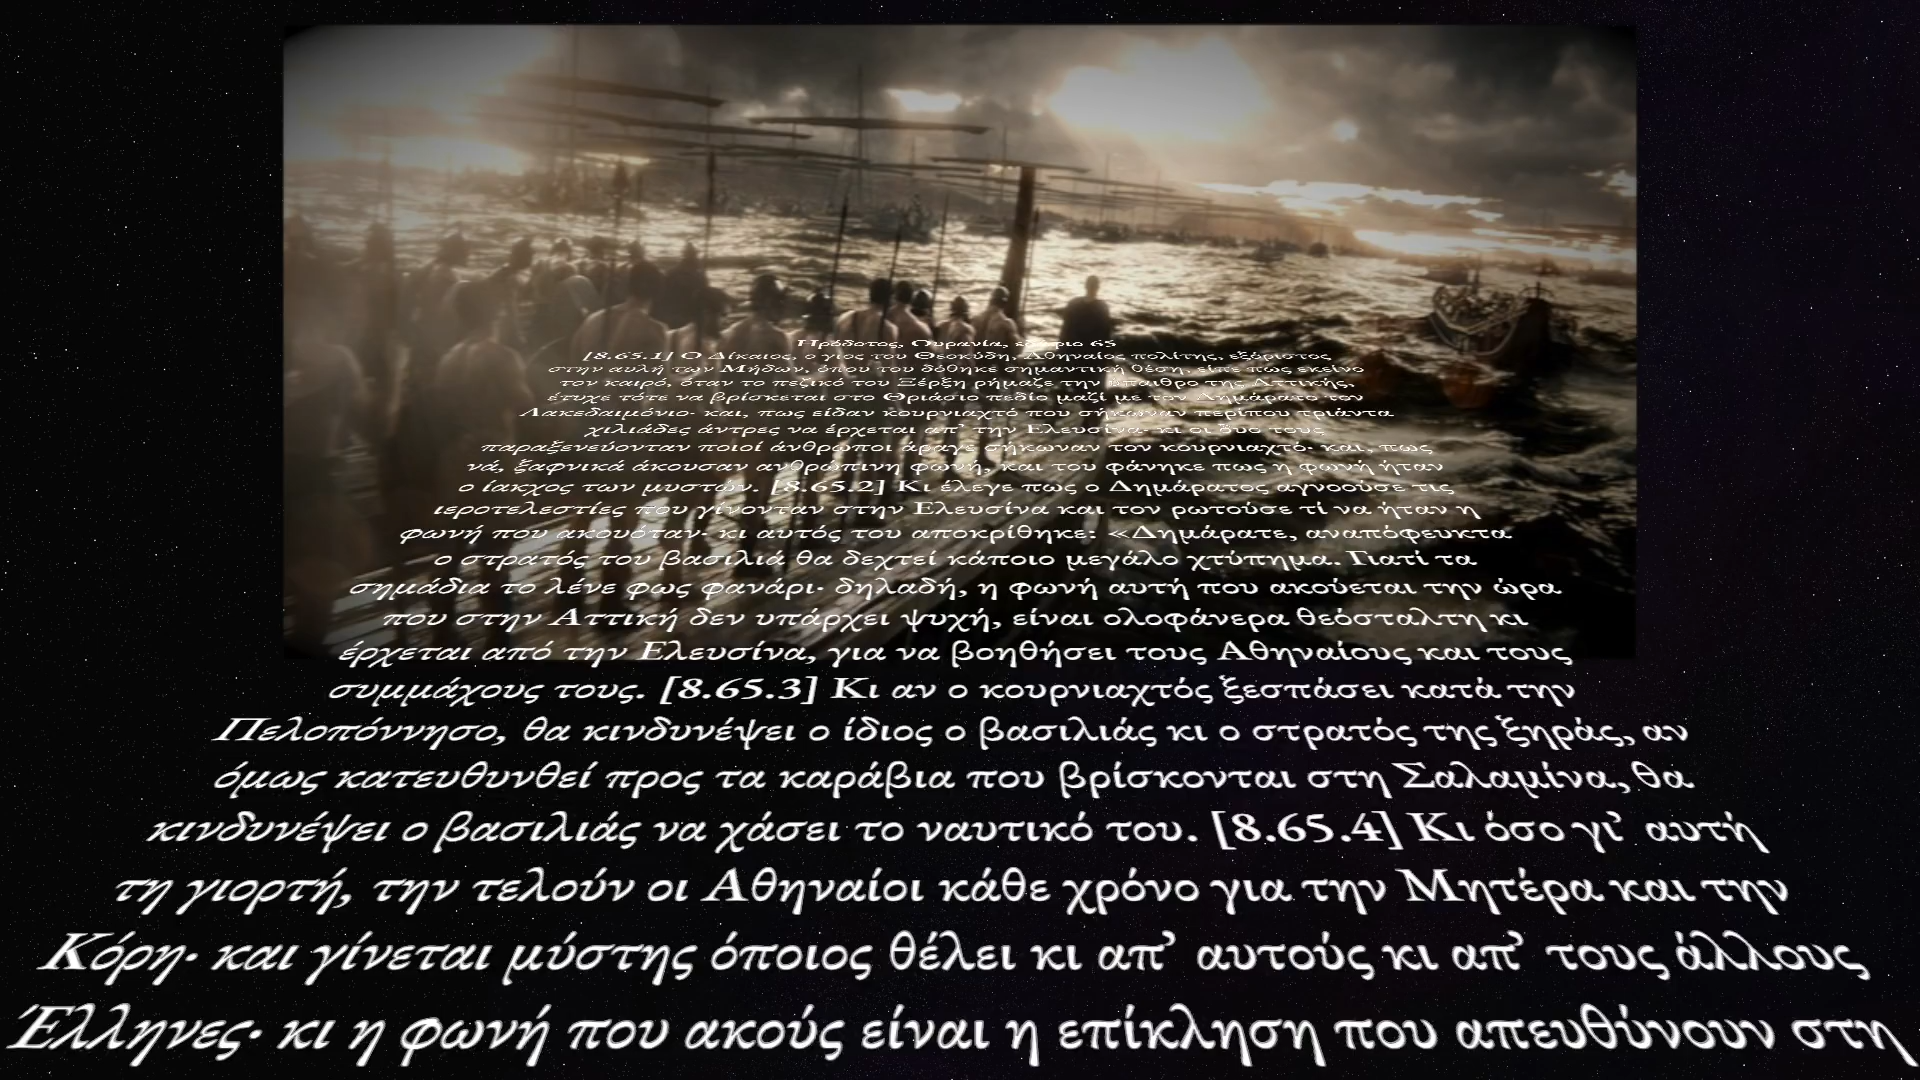 Ηρόδοτος, Ουρανία, εδάφιο 65
[8.65.1] Ο Δίκαιος, ο γιος του Θεοκύδη, Αθηναίος πολίτης, εξόριστος
στην αυλή των Μήδων, όπου του δόθηκε σημαντική θέση, είπε πως εκείνο
τον καιρό, όταν το πεζικό του Ξέρξη ρήμαζε την ύπαιθρο της Αττικής,
έτυχε τότε να βρίσκεται στο Θριάσιο πεδίο μαζί με τον Δημάρατο τον
Λακεδαιμόνιο· και, πως είδαν κουρνιαχτό που σήκωναν περίπου τριάντα
χιλιάδες άντρες να έρχεται απ’ την Ελευσίνα· κι οι δυο τους
παραξενεύονταν ποιοί άνθρωποι άραγε σήκωναν τον κουρνιαχτό· και, πως
νά, ξαφνικά άκουσαν ανθρώπινη φωνή, και του φάνηκε πως η φωνή ήταν
ο ίακχος των μυστών. [8.65.2] Κι έλεγε πως ο Δημάρατος αγνοούσε τις
ιεροτελεστίες που γίνονταν στην Ελευσίνα και τον ρωτούσε τί να ήταν η
φωνή που ακουόταν· κι αυτός του αποκρίθηκε: «Δημάρατε, αναπόφευκτα
ο στρατός του βασιλιά θα δεχτεί κάποιο μεγάλο χτύπημα. Γιατί τα
σημάδια το λένε φως φανάρι· δηλαδή, η φωνή αυτή που ακούεται την ώρα
που στην Αττική δεν υπάρχει ψυχή, είναι ολοφάνερα θεόσταλτη κι
έρχεται από την Ελευσίνα, για να βοηθήσει τους Αθηναίους και τους
συμμάχους τους. [8.65.3] Κι αν ο κουρνιαχτός ξεσπάσει κατά την
Πελοπόννησο, θα κινδυνέψει ο ίδιος ο βασιλιάς κι ο στρατός της ξηράς, αν
όμως κατευθυνθεί προς τα καράβια που βρίσκονται στη Σαλαμίνα, θα
κινδυνέψει ο βασιλιάς να χάσει το ναυτικό του. [8.65.4] Κι όσο γι’ αυτή
τη γιορτή, την τελούν οι Αθηναίοι κάθε χρόνο για την Μητέρα και την
Κόρη· και γίνεται μύστης όποιος θέλει κι απ’ αυτούς κι απ’ τους άλλους
Έλληνες· κι η φωνή που ακούς είναι η επίκληση που απευθύνουν στη